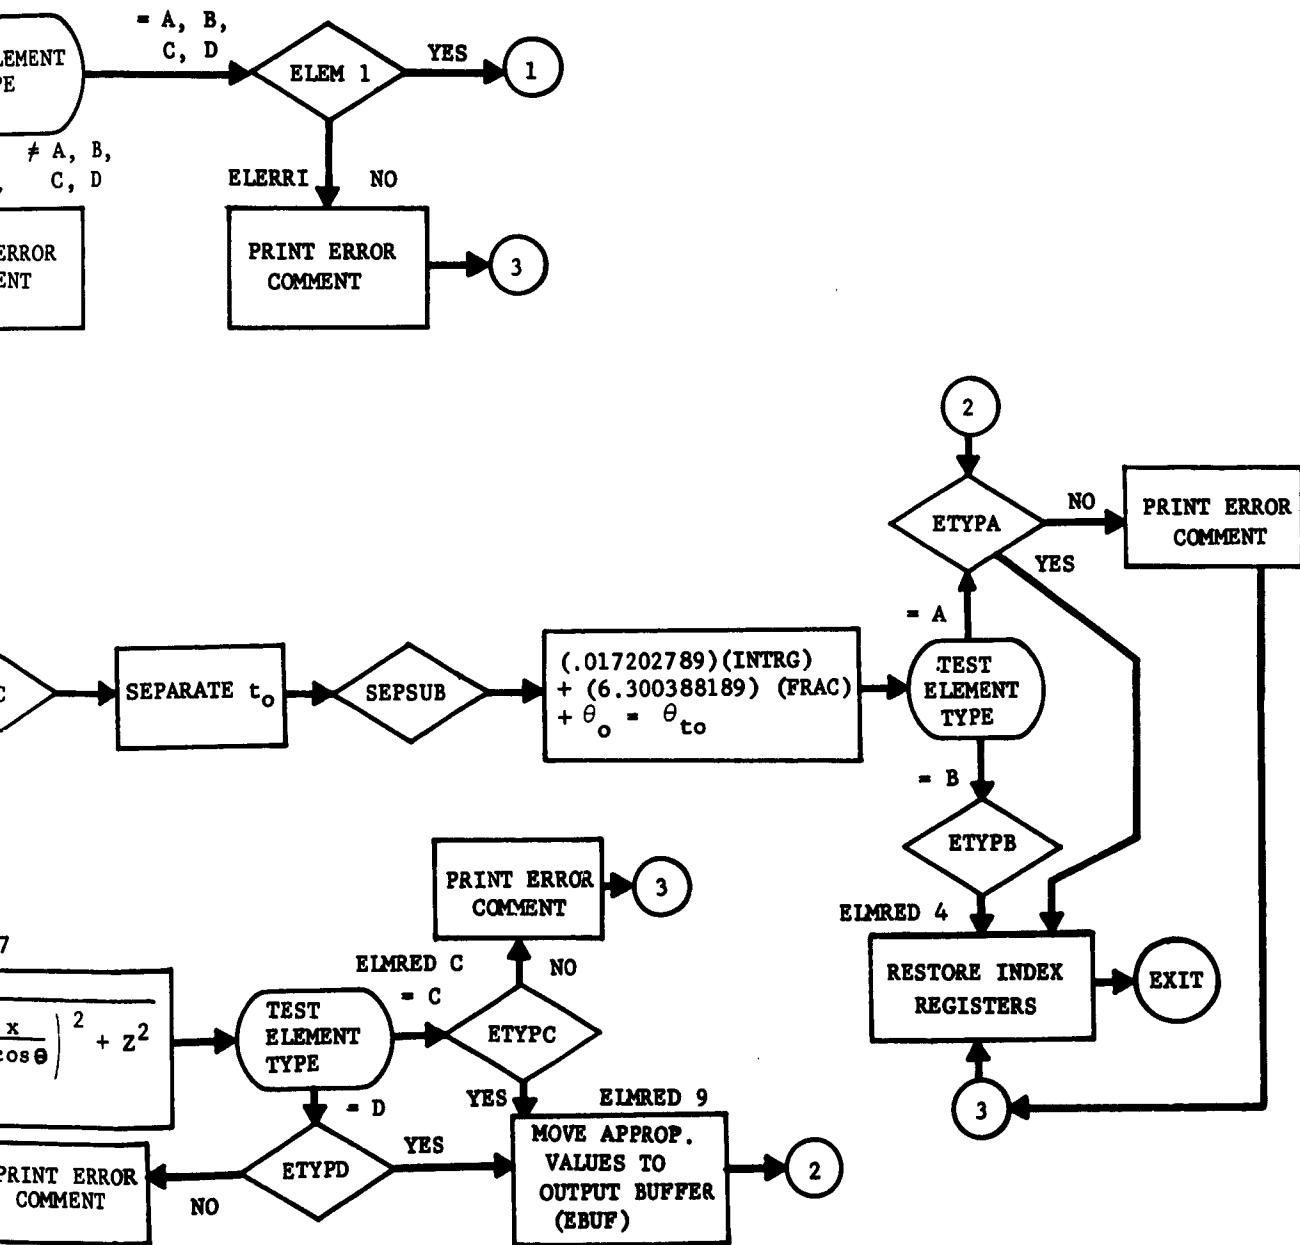 = A, B,
C, D
LEMENT
PE
ELEM 1
YES
1
≠ A, B,
C, D
ELERRI
NO
ERROR
ENT
PRINT ERROR
COMMENT
3
2
ETYPA
NO
PRINT ERROR
COMMENT
YES
= A
C
SEPARATE t₀
SEPSUB
(.017202789)(INTRG)
+ (6.300388189) (FRAC)
+ θ₀ = θ_to
TEST
ELEMENT
TYPE
= B
ETYPB
PRINT ERROR
COMMENT
3
ELMRED 4
RESTORE INDEX
REGISTERS
EXIT
3
7
x
cosθ ) 2 + Z2
ELMRED C
NO
= C
TEST
ELEMENT
TYPE
ETYPC
= D
YES
ELMRED 9
MOVE APPROP.
VALUES TO
OUTPUT BUFFER
(EBUF)
2
ETYPD
YES
NO
PRINT ERROR
COMMENT